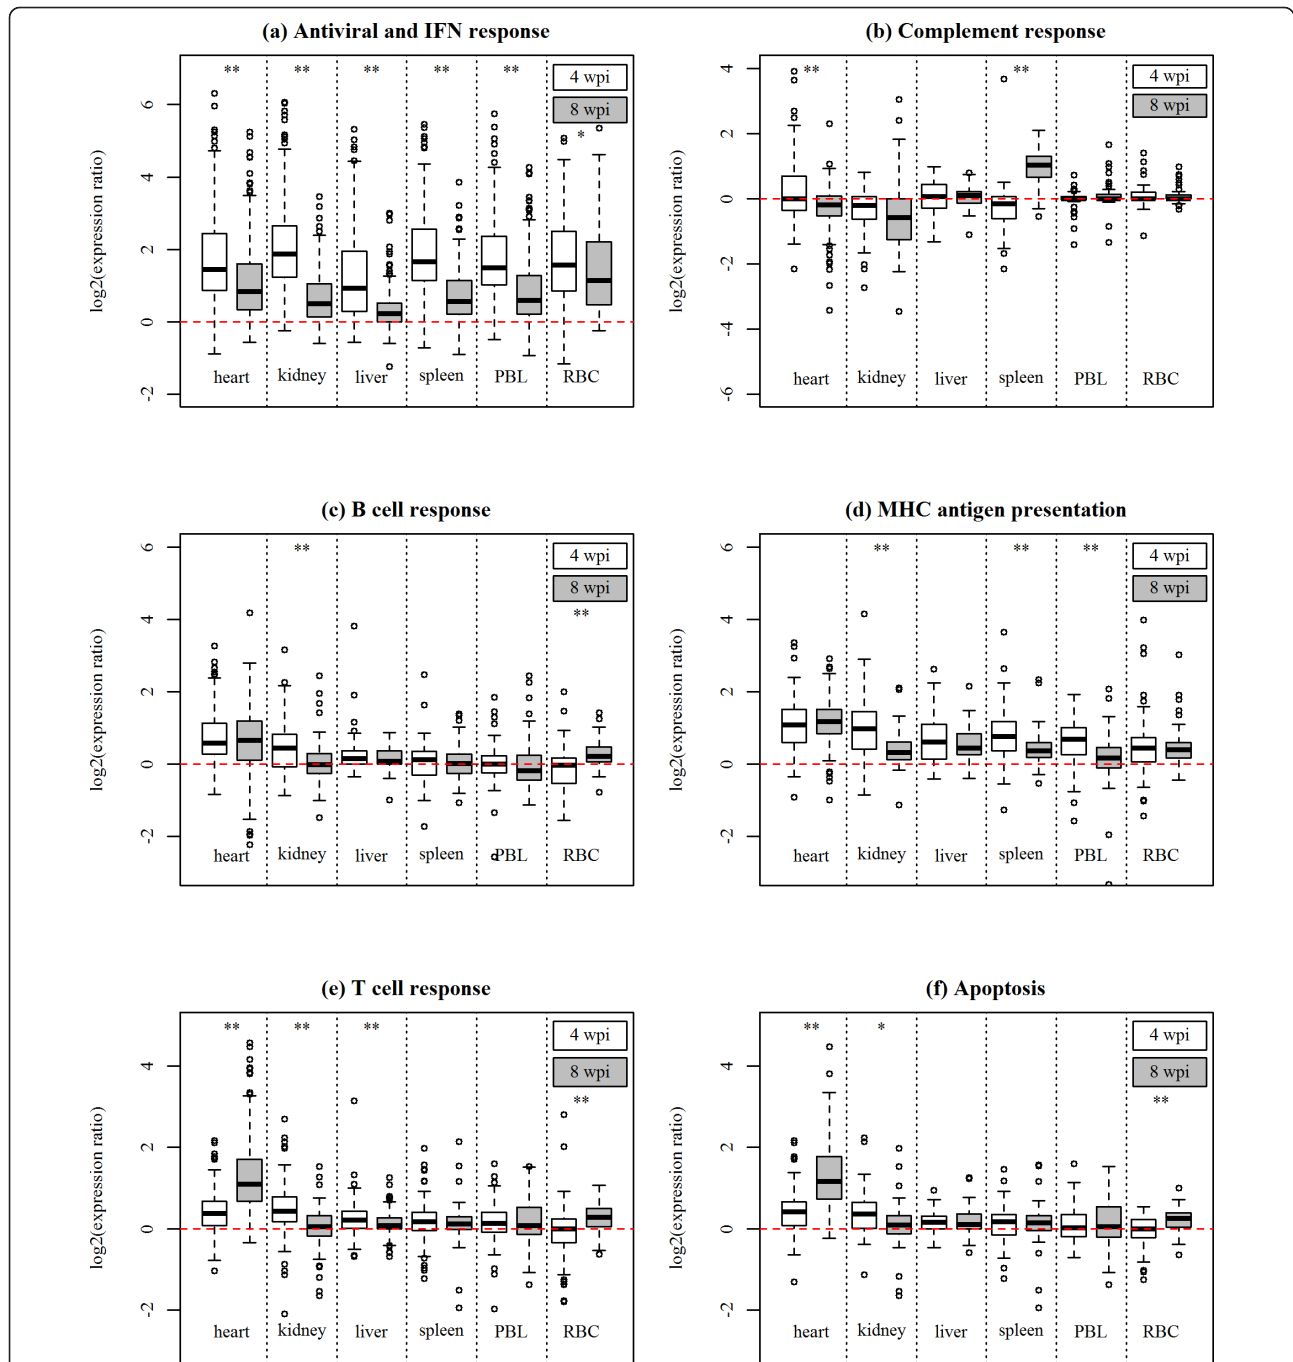 (a) Antiviral and IFN response
** ** ** ** **
4 wpi
8 wpi
*
log2(expression ratio)
6
4
2
0
-2
heart kidney liver spleen PBL RBC
(b) Complement response
** **
4 wpi
8 wpi
log2(expression ratio)
4
2
0
-2
-4
-6
heart kidney liver spleen PBL RBC
(c) B cell response
**
4 wpi
8 wpi
**
log2(expression ratio)
6
4
2
0
-2
heart kidney liver spleen PBL RBC
(d) MHC antigen presentation
** ** **
4 wpi
8 wpi
log2(expression ratio)
6
4
2
0
-2
heart kidney liver spleen PBL RBC
(e) T cell response
** ** **
4 wpi
8 wpi
**
log2(expression ratio)
4
2
0
-2
heart kidney liver spleen PBL RBC
(f) Apoptosis
** *
4 wpi
8 wpi
**
log2(expression ratio)
4
2
0
-2
heart kidney liver spleen PBL RBC